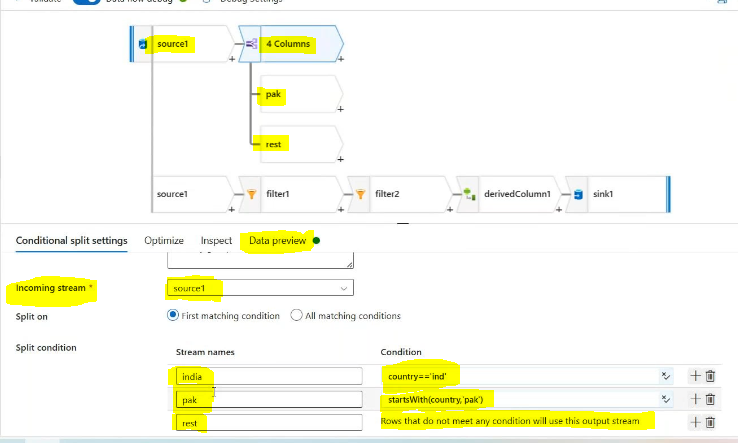 Validate Data flow debug Debug Settings
source1 4 Columns
pak
rest
source1 filter1 filter2 derivedColumn1 sink1
Conditional split settings Optimize Inspect Data preview
Incoming stream * source1
Split on First matching condition All matching conditions
Split condition Stream names Condition
india country=='ind'
pak startsWith(country,'pak')
rest Rows that do not meet any condition will use this output stream